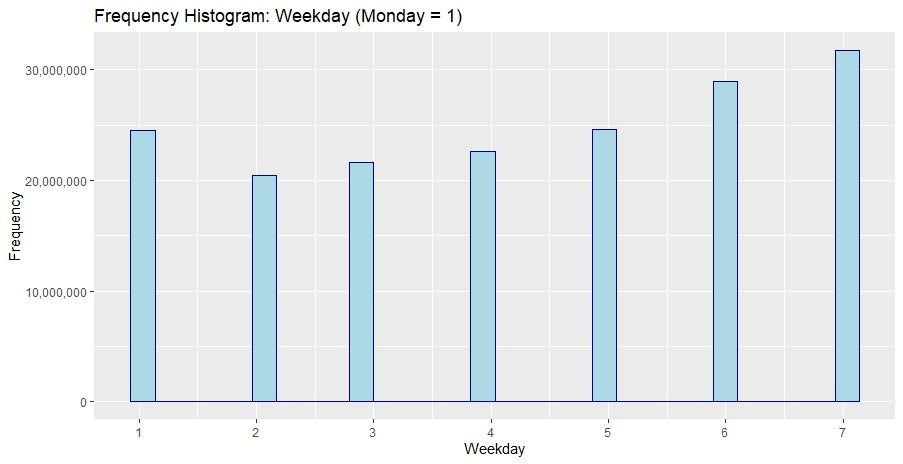 Frequency Histogram: Weekday (Monday = 1)
Frequency
30,000,000
20,000,000
10,000,000
0
1 2 3 4 5 6 7
Weekday